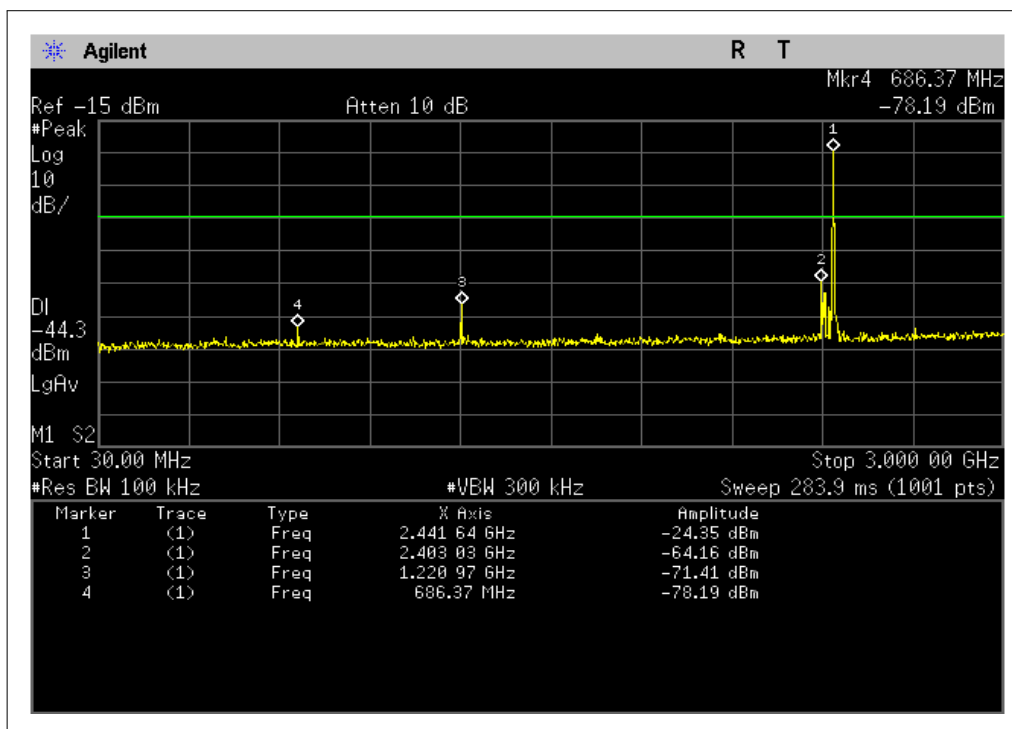 Agilent R T
Mkr4 686.37 MHz
Ref −15 dBm Atten 10 dB −78.19 dBm
#Peak
Log
10
dB/
1
2
3
4
DI
−44.3
dBm
LgAv
M1 S2
Start 30.00 MHz Stop 3.000 00 GHz
#Res BW 100 kHz #VBW 300 kHz Sweep 283.9 ms (1001 pts)
Marker Trace Type X Axis Amplitude
1 (1) Freq 2.441 64 GHz −24.35 dBm
2 (1) Freq 2.403 03 GHz −64.16 dBm
3 (1) Freq 1.220 97 GHz −71.41 dBm
4 (1) Freq 686.37 MHz −78.19 dBm